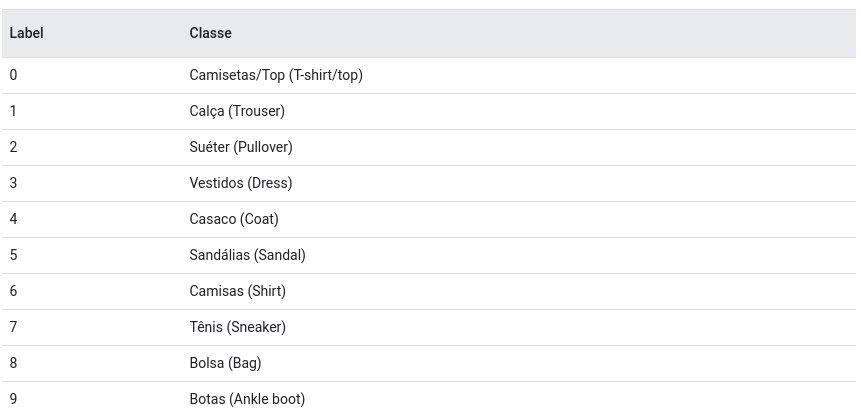 Label Classe
0 Camisetas/Top (T-shirt/top)
1 Calça (Trouser)
2 Suéter (Pullover)
3 Vestidos (Dress)
4 Casaco (Coat)
5 Sandálias (Sandal)
6 Camisas (Shirt)
7 Tênis (Sneaker)
8 Bolsa (Bag)
9 Botas (Ankle boot)